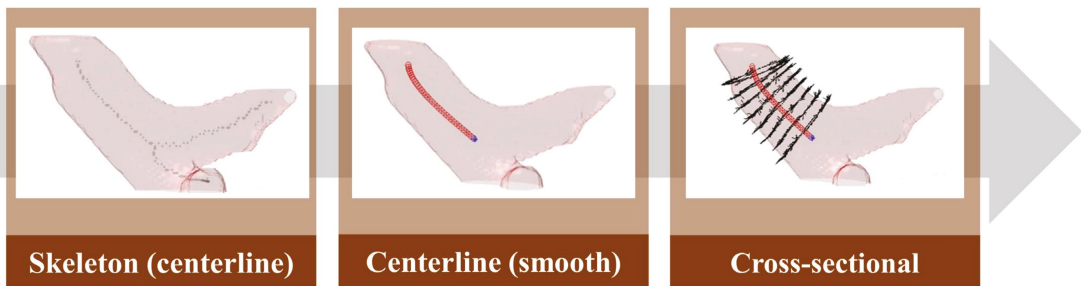 Skeleton (centerline)
Centerline (smooth)
Cross-sectional